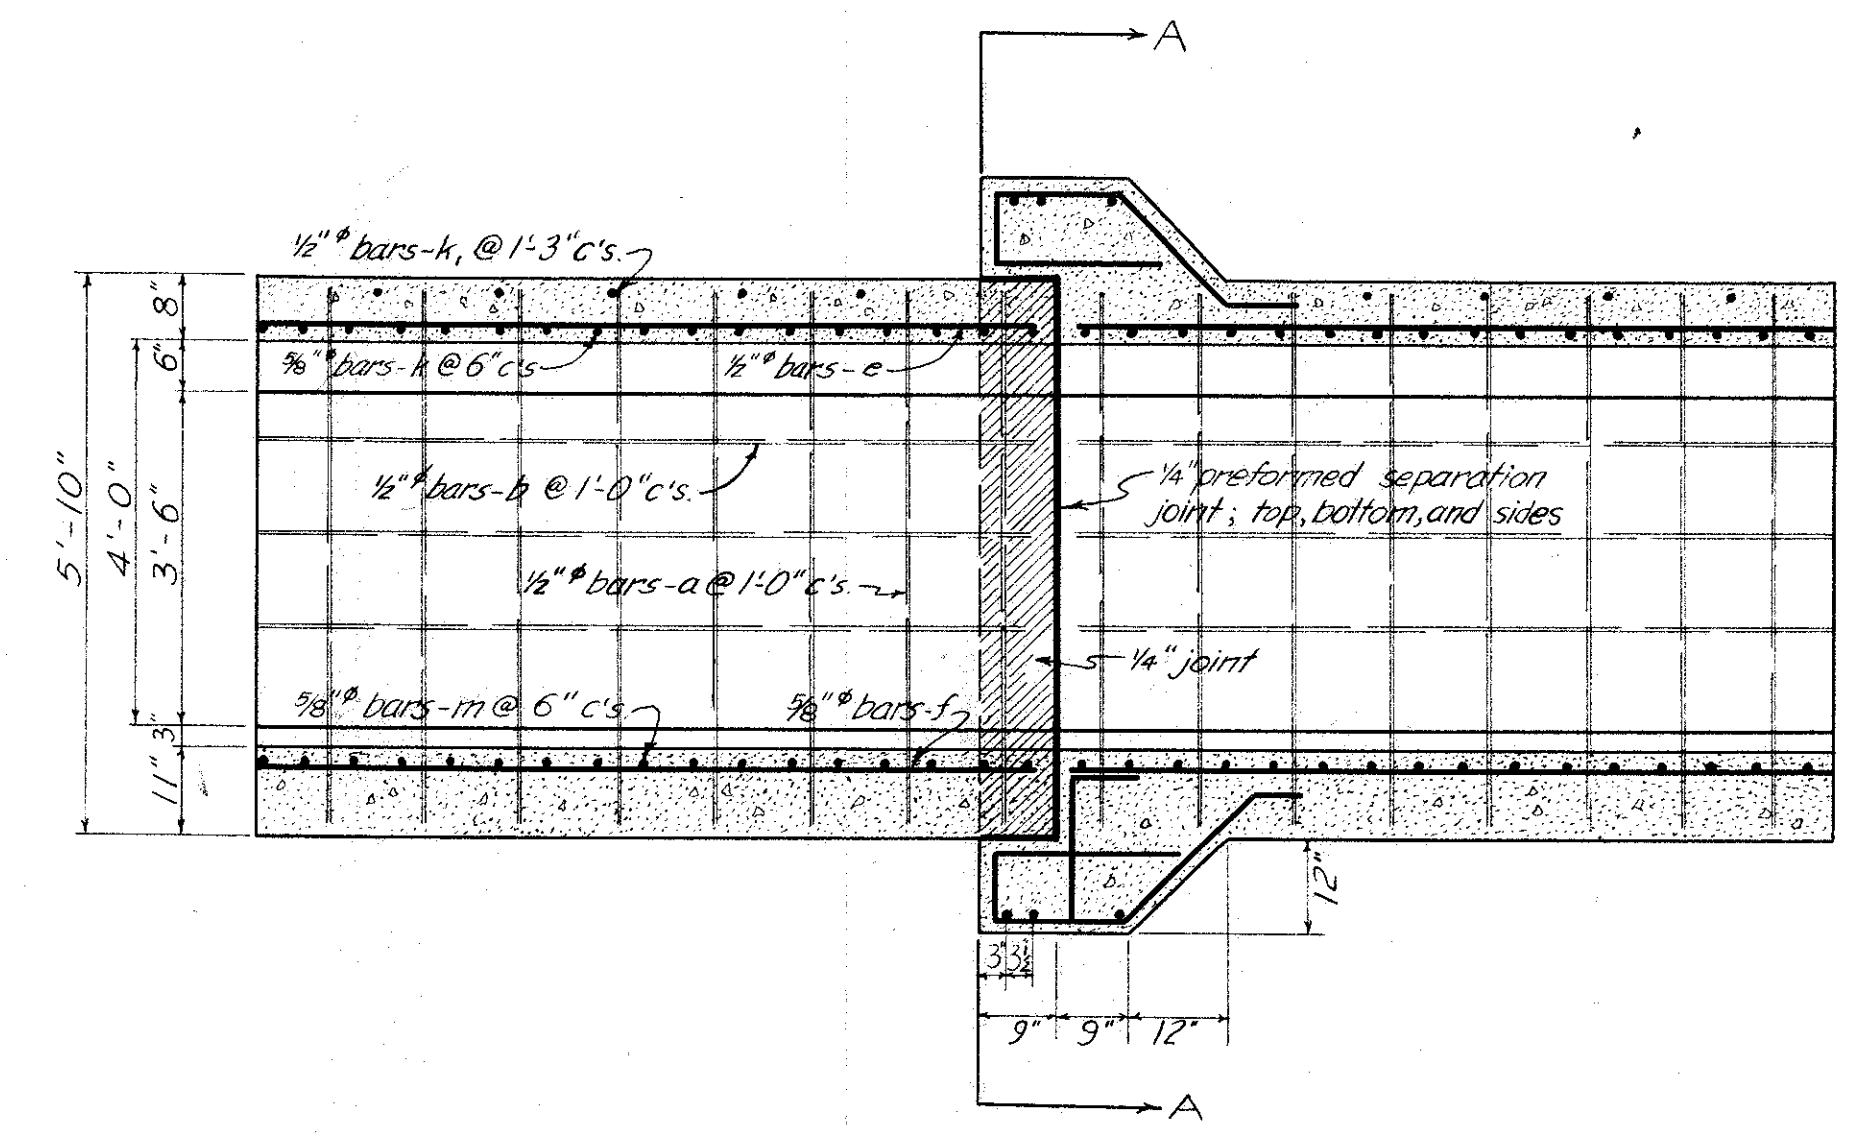 A
½"ᶲ bars-k, @ 1'-3"c's.
8"
6"
5/8"ᶲ bars-h @ 6"c's
½"ᶲ bars-e
5'-10"
4'-0"
3'-6"
½"ᶲ bars-b @ 1'-0"c's.
¼" preformed separation
joint; top, bottom, and sides
½"ᶲ bars-a @ 1'-0"c's.
¼" joint
5/8"ᶲ bars-m @ 6" c's.
5/8"ᶲ bars-f
3"
11"
12"
3"
3½
9"
9"
12"
A